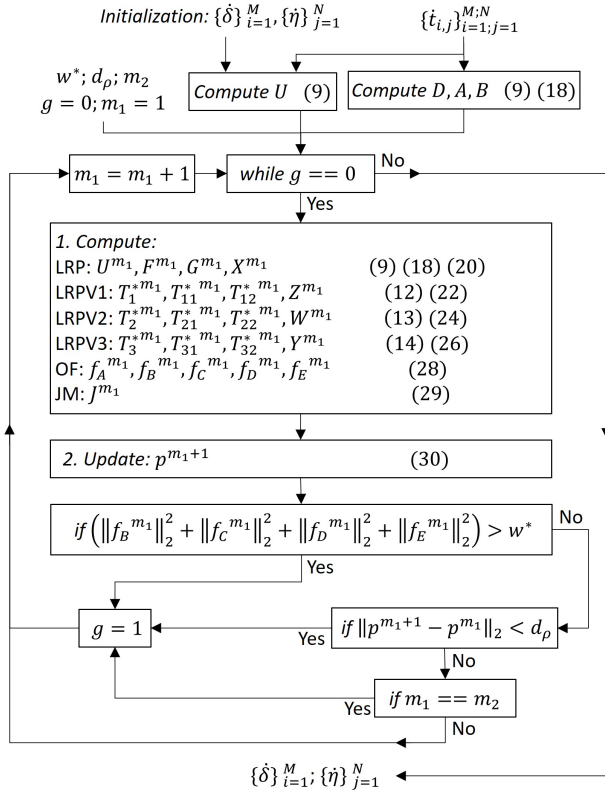 Initialization: {δ̇}_{i=1}^{M}, {η̇}_{j=1}^{N}
{ṫ_{i,j}}_{i=1;j=1}^{M;N}
w*; d_ρ; m_2
g = 0; m_1 = 1
Compute U (9)
Compute D, A, B (9) (18)
m_1 = m_1 + 1
while g == 0
No
Yes
1. Compute:
LRP: U^{m_1}, F^{m_1}, G^{m_1}, X^{m_1} (9) (18) (20)
LRPV1: T_1^{*m_1}, T_{11}^{*m_1}, T_{12}^{*m_1}, Z^{m_1} (12) (22)
LRPV2: T_2^{*m_1}, T_{21}^{*m_1}, T_{22}^{*m_1}, W^{m_1} (13) (24)
LRPV3: T_3^{*m_1}, T_{31}^{*m_1}, T_{32}^{*m_1}, Y^{m_1} (14) (26)
OF: f_A^{m_1}, f_B^{m_1}, f_C^{m_1}, f_D^{m_1}, f_E^{m_1} (28)
JM: J^{m_1} (29)
2. Update: p^{m_1+1} (30)
if (‖f_B^{m_1}‖_2^2 + ‖f_C^{m_1}‖_2^2 + ‖f_D^{m_1}‖_2^2 + ‖f_E^{m_1}‖_2^2) > w*
No
Yes
g = 1
Yes
if ‖p^{m_1+1} − p^{m_1}‖_2 < d_ρ
No
Yes
if m_1 == m_2
No
{δ̇}_{i=1}^{M}; {η̇}_{j=1}^{N}